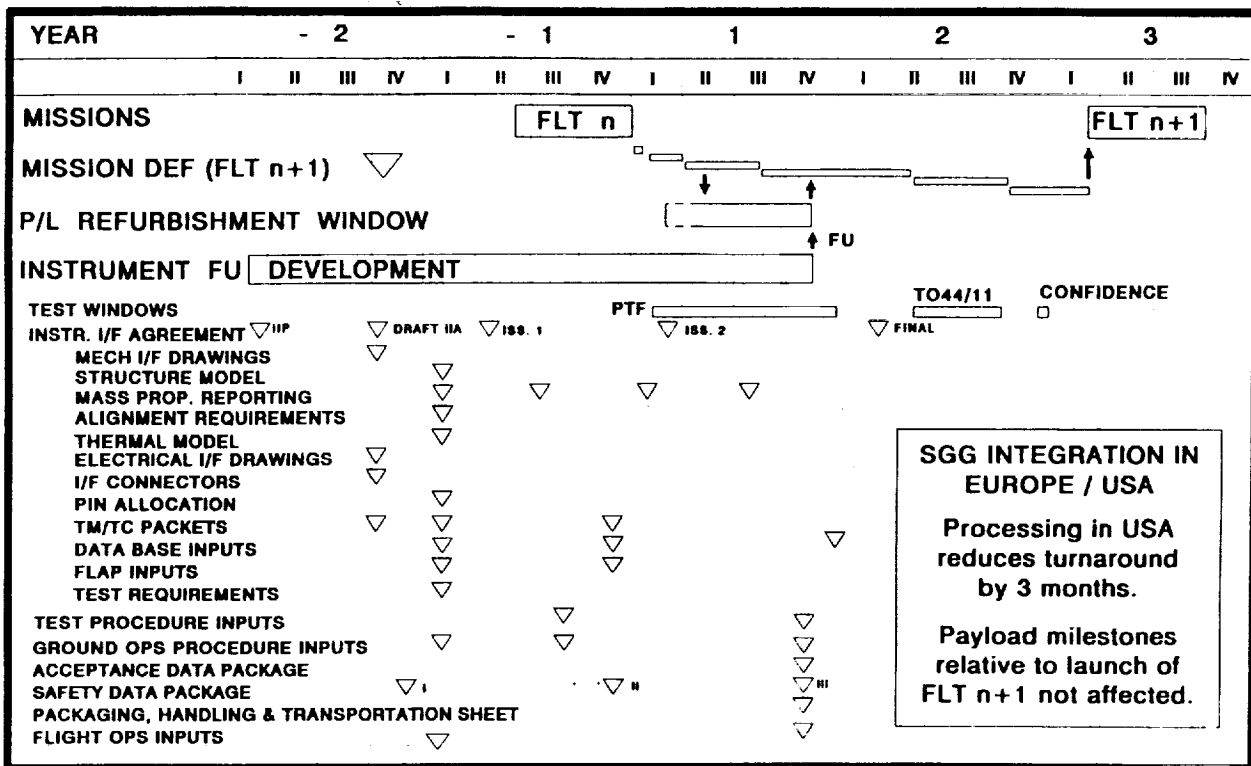 YEAR - 2 - 1 1 2 3
I II III IV I II III IV I II III IV I II III IV I II III IV
MISSIONS FLT n FLT n+1
MISSION DEF (FLT n+1)
P/L REFURBISHMENT WINDOW
FU
INSTRUMENT FU DEVELOPMENT
TEST WINDOWS PTF TO44/11 CONFIDENCE
INSTR. I/F AGREEMENT IIP DRAFT IIA ISS. 1 ISS. 2 FINAL
MECH I/F DRAWINGS
STRUCTURE MODEL
MASS PROP. REPORTING
ALIGNMENT REQUIREMENTS
THERMAL MODEL
ELECTRICAL I/F DRAWINGS
I/F CONNECTORS
PIN ALLOCATION
TM/TC PACKETS
DATA BASE INPUTS
FLAP INPUTS
TEST REQUIREMENTS
TEST PROCEDURE INPUTS
GROUND OPS PROCEDURE INPUTS
ACCEPTANCE DATA PACKAGE
SAFETY DATA PACKAGE I II III
PACKAGING, HANDLING & TRANSPORTATION SHEET
FLIGHT OPS INPUTS
SGG INTEGRATION IN
EUROPE / USA
Processing in USA
reduces turnaround
by 3 months.
Payload milestones
relative to launch of
FLT n+1 not affected.